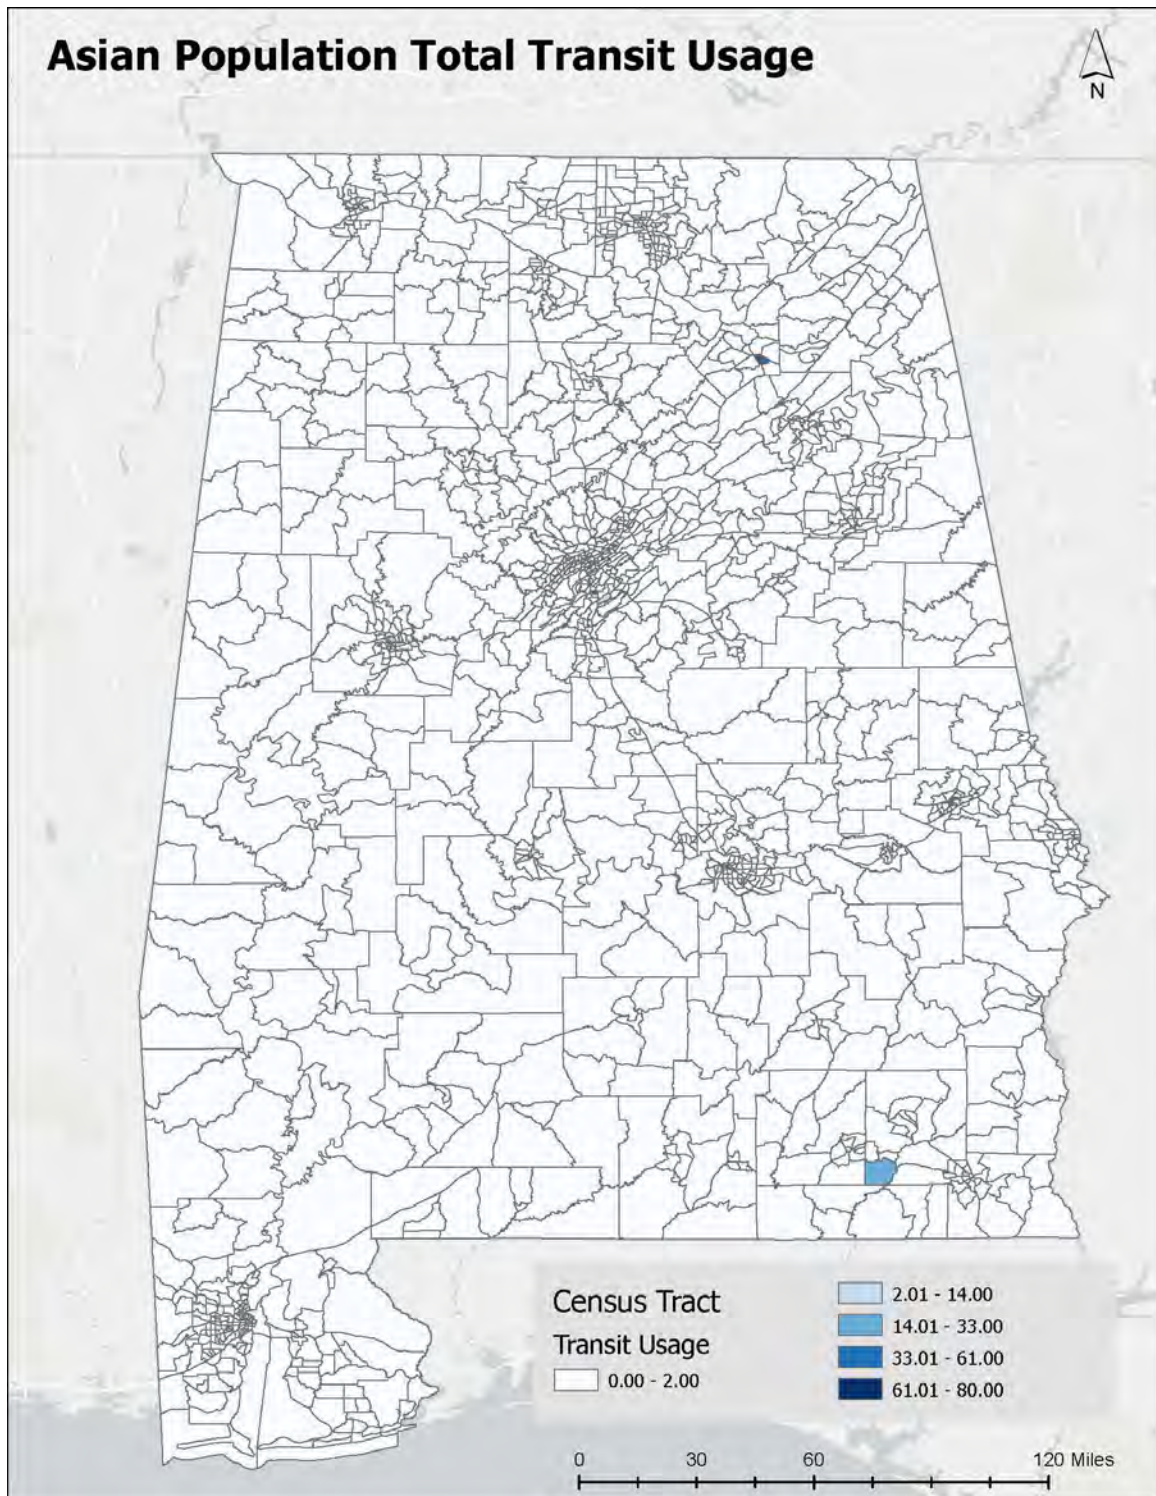 Asian Population Total Transit Usage
N
Census Tract
Transit Usage
0.00 - 2.00
2.01 - 14.00
14.01 - 33.00
33.01 - 61.00
61.01 - 80.00
0 30 60 120 Miles